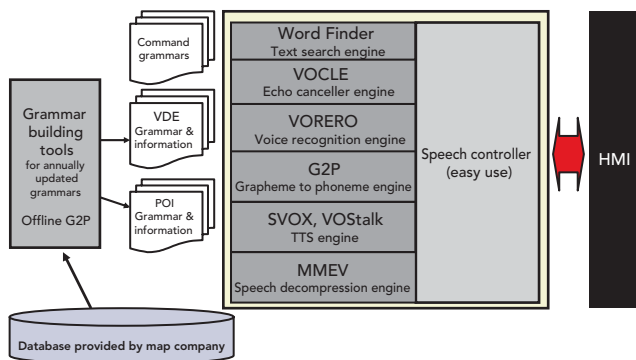 Command
grammars
Grammar
building
tools
for annually
updated
grammars
Offline G2P
VDE
Grammar &
information
POI
Grammar &
information
Word Finder
Text search engine
VOCLE
Echo canceller engine
VORERO
Voice recognition engine
G2P
Grapheme to phoneme engine
SVOX, VOStalk
TTS engine
MMEV
Speech decompression engine
Speech controller
(easy use)
HMI
Database provided by map company